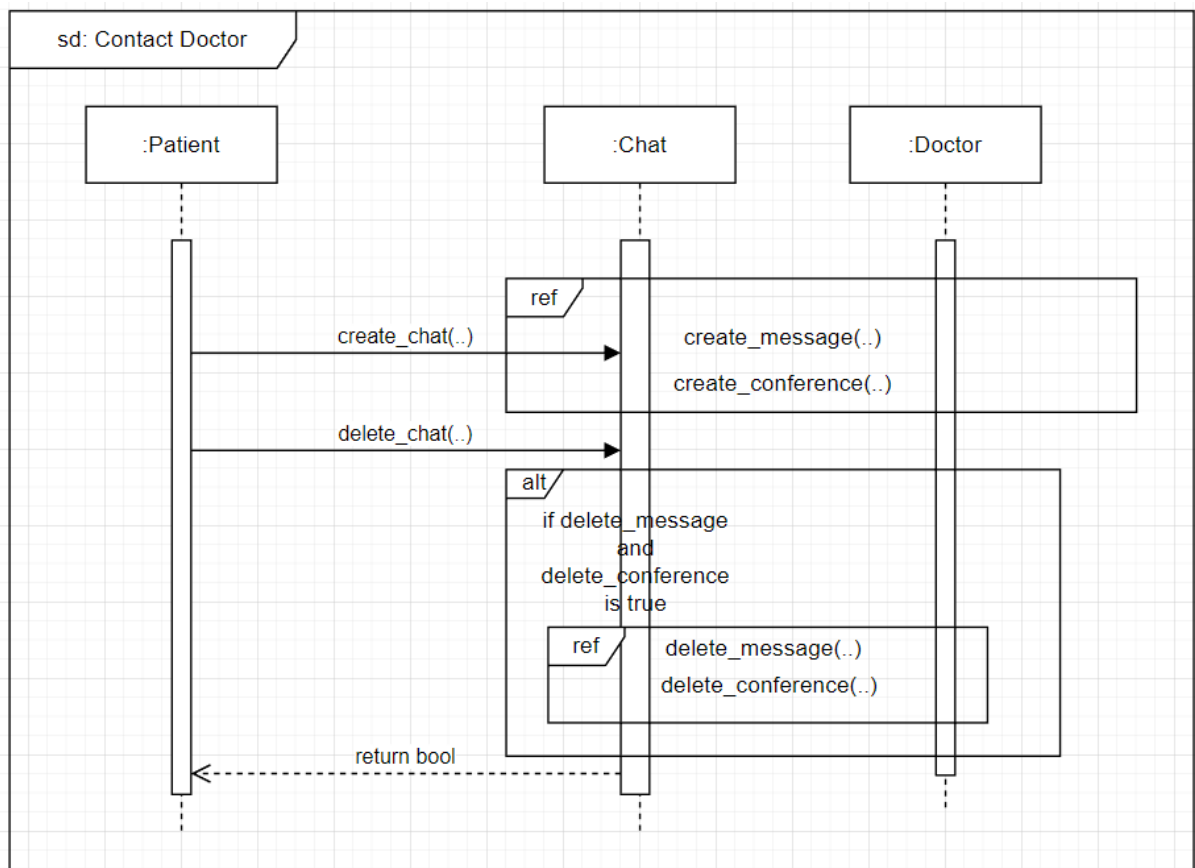 sd: Contact Doctor
:Patient
:Chat
:Doctor
ref
create_chat(..)
create_message(..)
create_conference(..)
delete_chat(..)
alt
if delete_message
and
delete_conference
is true
ref
delete_message(..)
delete_conference(..)
return bool